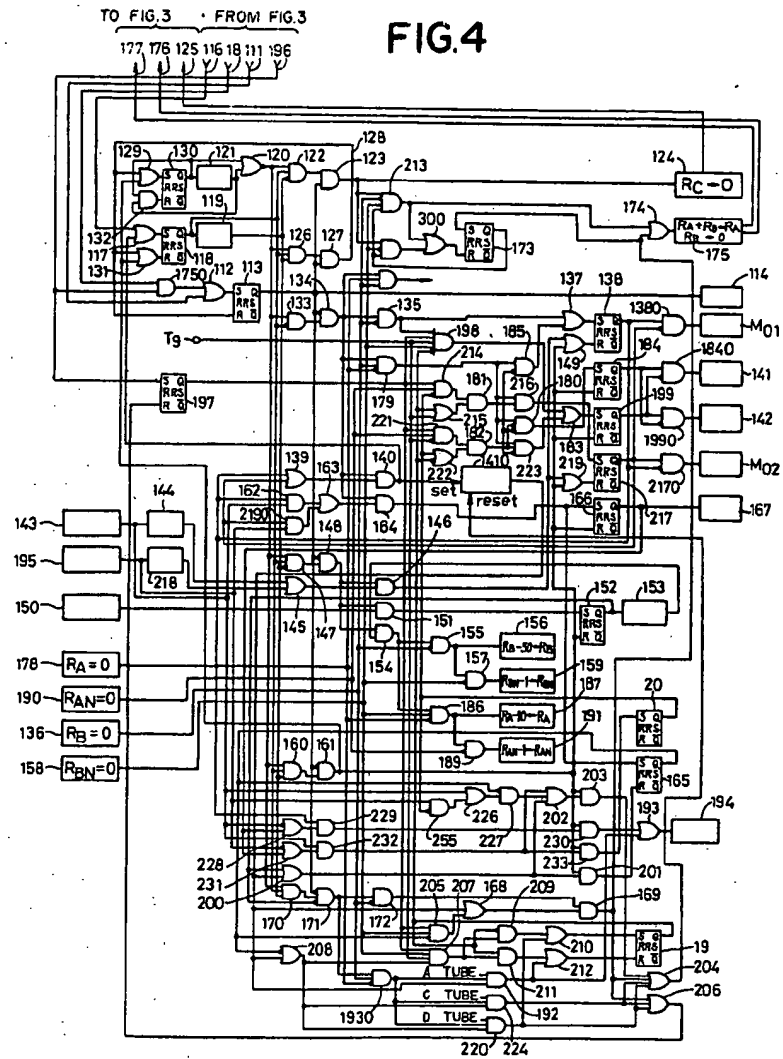 FIG.4
TO FIG.3 FROM FIG.3
177 176 125 116 18 111 196
128
129 130 121 120 122 123 213
124 RC→0
S Q
RRS
R Q̄
132 119 126 127 300 173 174
RA+RB→RA
RB→0
175
117 131 118 1750 112 113 134 133 135
137 138 1380 114
T9
198 185 149 184 M01
179 214 181 216 180 1840 141
197 221 215 182 183 199 142
222 1410 223 219 1990
139 163 140 set reset 217 2170 M02
162 2190 148 164 146 166 167
143 144
195 218
150
145 147 151 152 153
154 155 156 RB-50→RB
178 RA=0
157 RBN-1→RBN 159
190 RAN=0
186 RA-10→RA 187
136 RB=0
189 RAN-1→RAN 191
158 RBN=0
20
160 161 165
203 193 194
229 255 226 227 202
228 232 230 233
231 201
200 170 171 172 205 207 168 209 169
208 210 19
211 212 204
A TUBE 192 206
C TUBE
D TUBE
1930 220 224